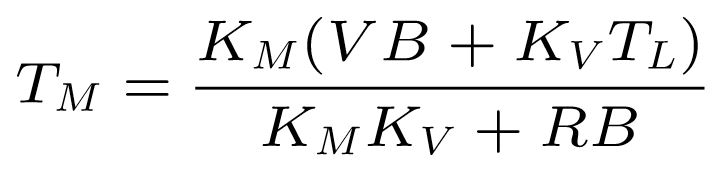 T_M = \frac{K_M(VB + K_V T_L)}{K_M K_V + RB}